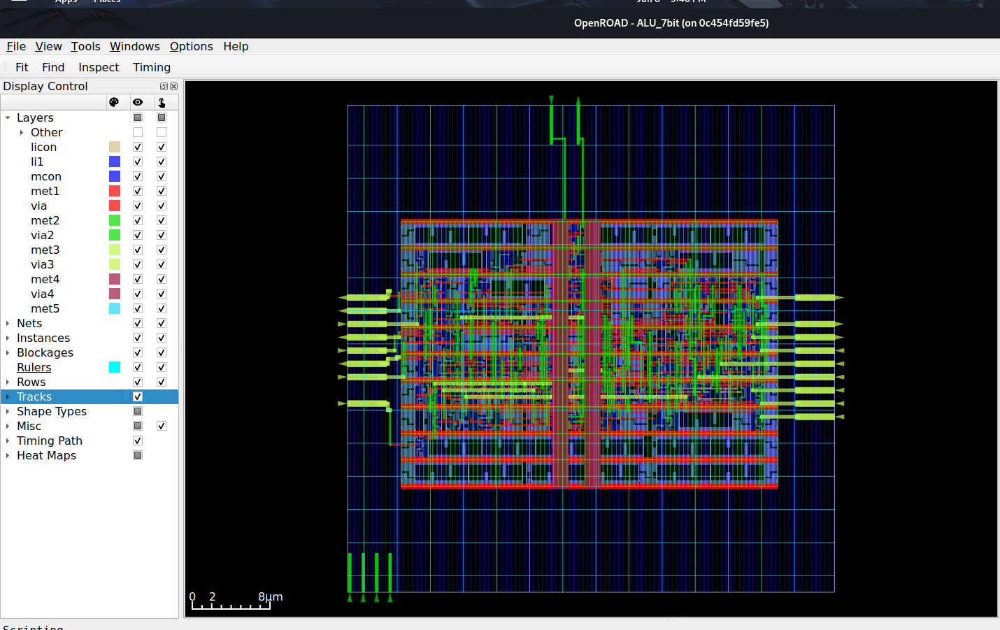 Apps Places
OpenROAD - ALU_7bit (on 0c454fd59fe5)
File View Tools Windows Options Help
Fit Find Inspect Timing
Display Control
Layers
Other
licon
li1
mcon
met1
via
met2
via2
met3
via3
met4
via4
met5
Nets
Instances
Blockages
Rulers
Rows
Tracks
Shape Types
Misc
Timing Path
Heat Maps
0 2 8μm
Scripting